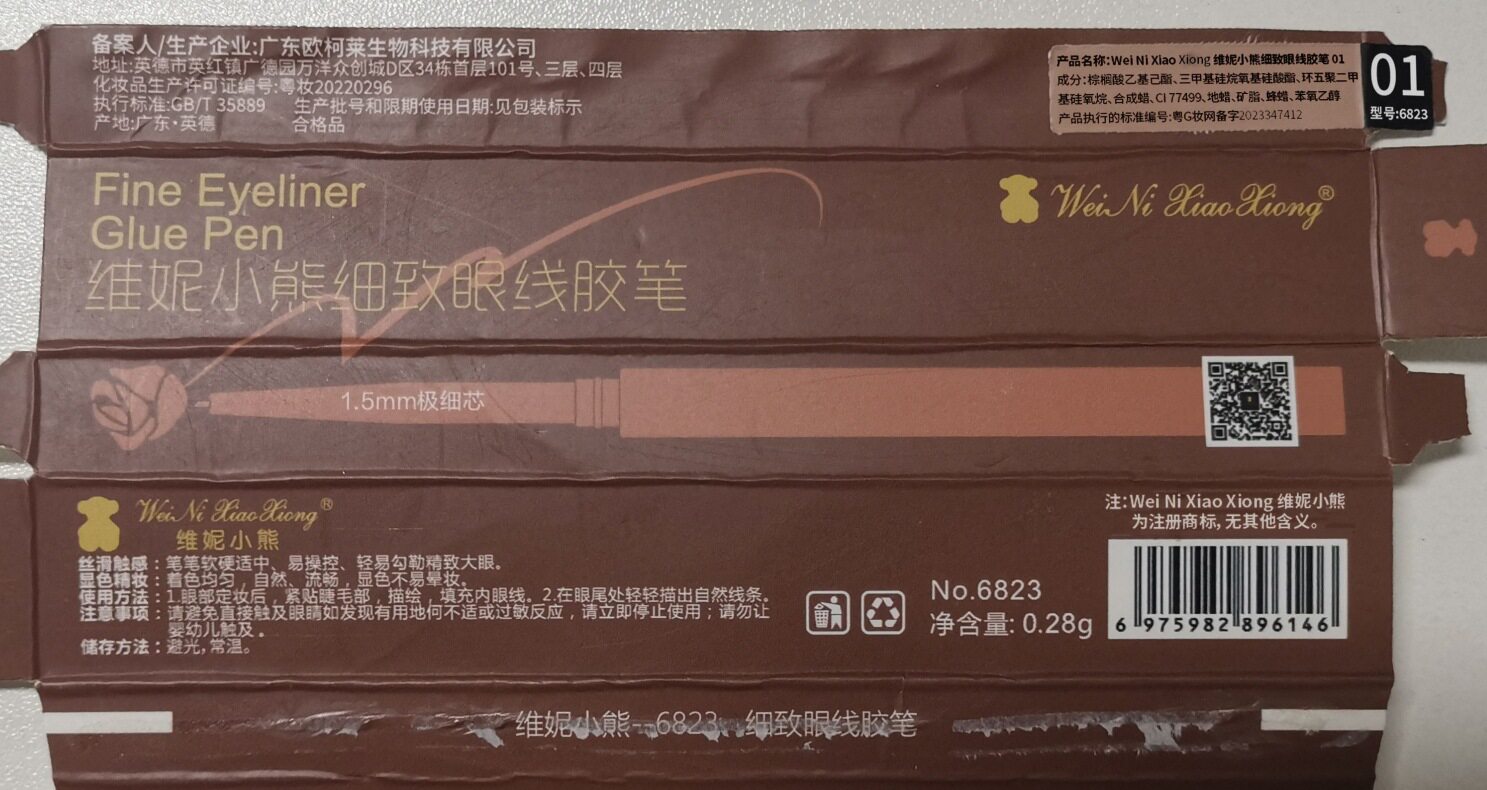 备案人/生产企业:广东欧柯莱生物科技有限公司
地址:英德市英红镇广德园万洋众创城D区34栋首层101号、三层、四层
化妆品生产许可证编号:粤妆20220296
执行标准:GB/T 35889 生产批号和限期使用日期:见包装标示
产地:广东·英德 合格品
产品名称:Wei Ni Xiao Xiong 维妮小熊细致眼线胶笔 01
成分:棕榈酸乙基己酯、三甲基硅烷氧基硅酸酯、环五聚二甲
基硅氧烷、合成蜡、CI 77499、地蜡、矿脂、蜂蜡、苯氧乙醇
产品执行的标准编号:粤G妆网备字2023347412
01
型号:6823
Fine Eyeliner
Glue Pen
维妮小熊细致眼线胶笔
Wei Ni Xiao Xiong®
1.5mm极细芯
Wei Ni Xiao Xiong®
维妮小熊
丝滑触感：笔笔软硬适中、易操控、轻易勾勒精致大眼。
显色精妆：着色均匀，自然、流畅，显色不易晕妆。
使用方法：1.眼部定妆后，紧贴睫毛部，描绘，填充内眼线。2.在眼尾处轻轻描出自然线条。
注意事项：请避免直接触及眼睛如发现有用地何不适或过敏反应，请立即停止使用；请勿让
婴幼儿触及。
储存方法：避光,常温。
No.6823
净含量: 0.28g
注:Wei Ni Xiao Xiong 维妮小熊
为注册商标,无其他含义。
6 975982 896146
维妮小熊--6823 细致眼线胶笔